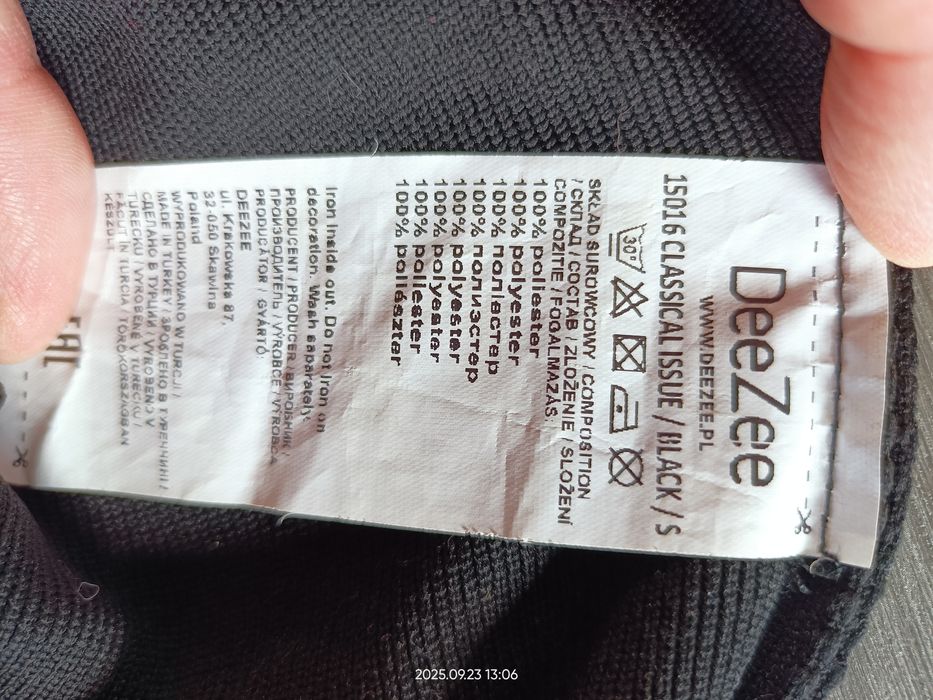 DeeZee
WWW.DEEZEE.PL
15016 CLASSICAL ISSUE / BLACK / S
30°
SKŁAD SUROWCOWY / COMPOSITION
/ СКЛАД / СОСТАВ / ZLOŽENIE / SLOŽENÍ
COMPOZIȚIE / FOGALMAZÁS:
100% poliester
100% polyester
100% поліестер
100% полиэстер
100% polyester
100% polyester
100% poliester
100% poliészter
Iron inside out. Do not iron on
decoration. Wash separately.
PRODUCENT / PRODUCER / ВИРОБНИК /
ПРОИЗВОДИТЕЛЬ / VÝROBCE / VÝROBCA
PRODUCĂTOR / GYÁRTÓ:
DEEZEE
ul. Krakowska 87,
32-050 Skawina
Poland
WYPRODUKOWANO W TURCJI /
MADE IN TURKEY / ЗРОБЛЕНО В ТУРЕЧЧИНІ /
СДЕЛАНО В ТУРЦИИ / VYROBENO V
TURECKU / VYROBENÉ V TURECKU /
FĂCUT ÎN TURCIA / TÖRÖKORSZÁGBAN
KÉSZÜLT
EAC
2025.09.23 13:06